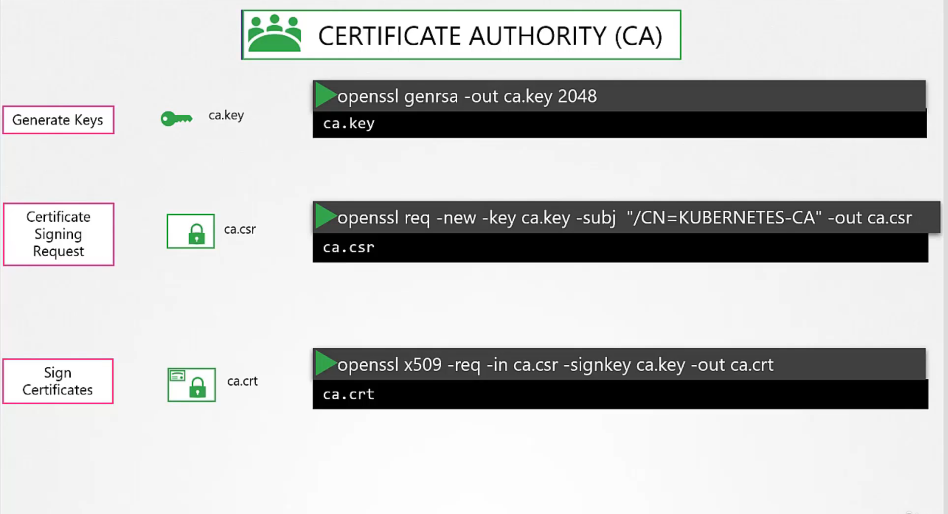 CERTIFICATE AUTHORITY (CA)
Generate Keys
ca.key
openssl genrsa -out ca.key 2048
ca.key
Certificate
Signing
Request
ca.csr
openssl req -new -key ca.key -subj "/CN=KUBERNETES-CA" -out ca.csr
ca.csr
Sign
Certificates
ca.crt
openssl x509 -req -in ca.csr -signkey ca.key -out ca.crt
ca.crt